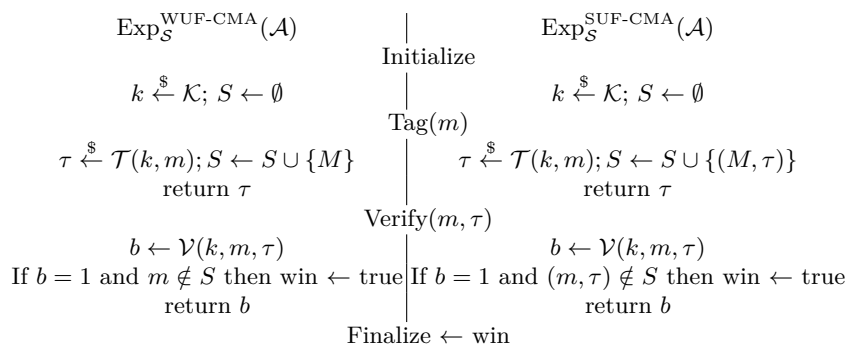 Exp_S^WUF-CMA(A) Exp_S^SUF-CMA(A)
Initialize
k ←$ K; S ← ∅ k ←$ K; S ← ∅
Tag(m)
τ ←$ T(k, m); S ← S ∪ {M} τ ←$ T(k, m); S ← S ∪ {(M, τ)}
return τ return τ
Verify(m, τ)
b ← V(k, m, τ) b ← V(k, m, τ)
If b = 1 and m ∉ S then win ← true If b = 1 and (m, τ) ∉ S then win ← true
return b return b
Finalize ← win